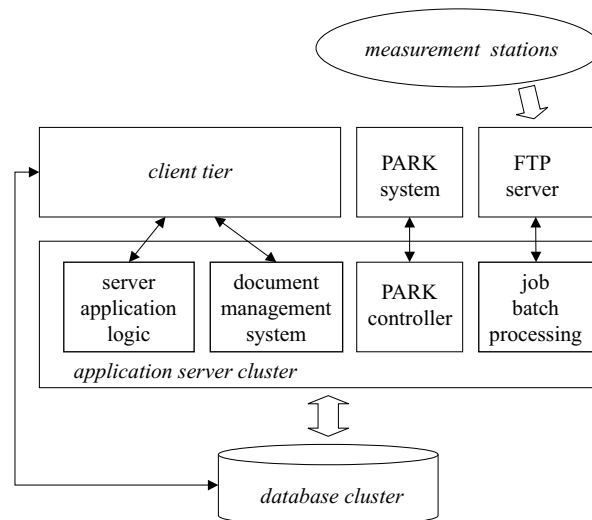 measurement stations
client tier
PARK
system
FTP
server
server
application
logic
document
management
system
PARK
controller
job
batch
processing
application server cluster
database cluster